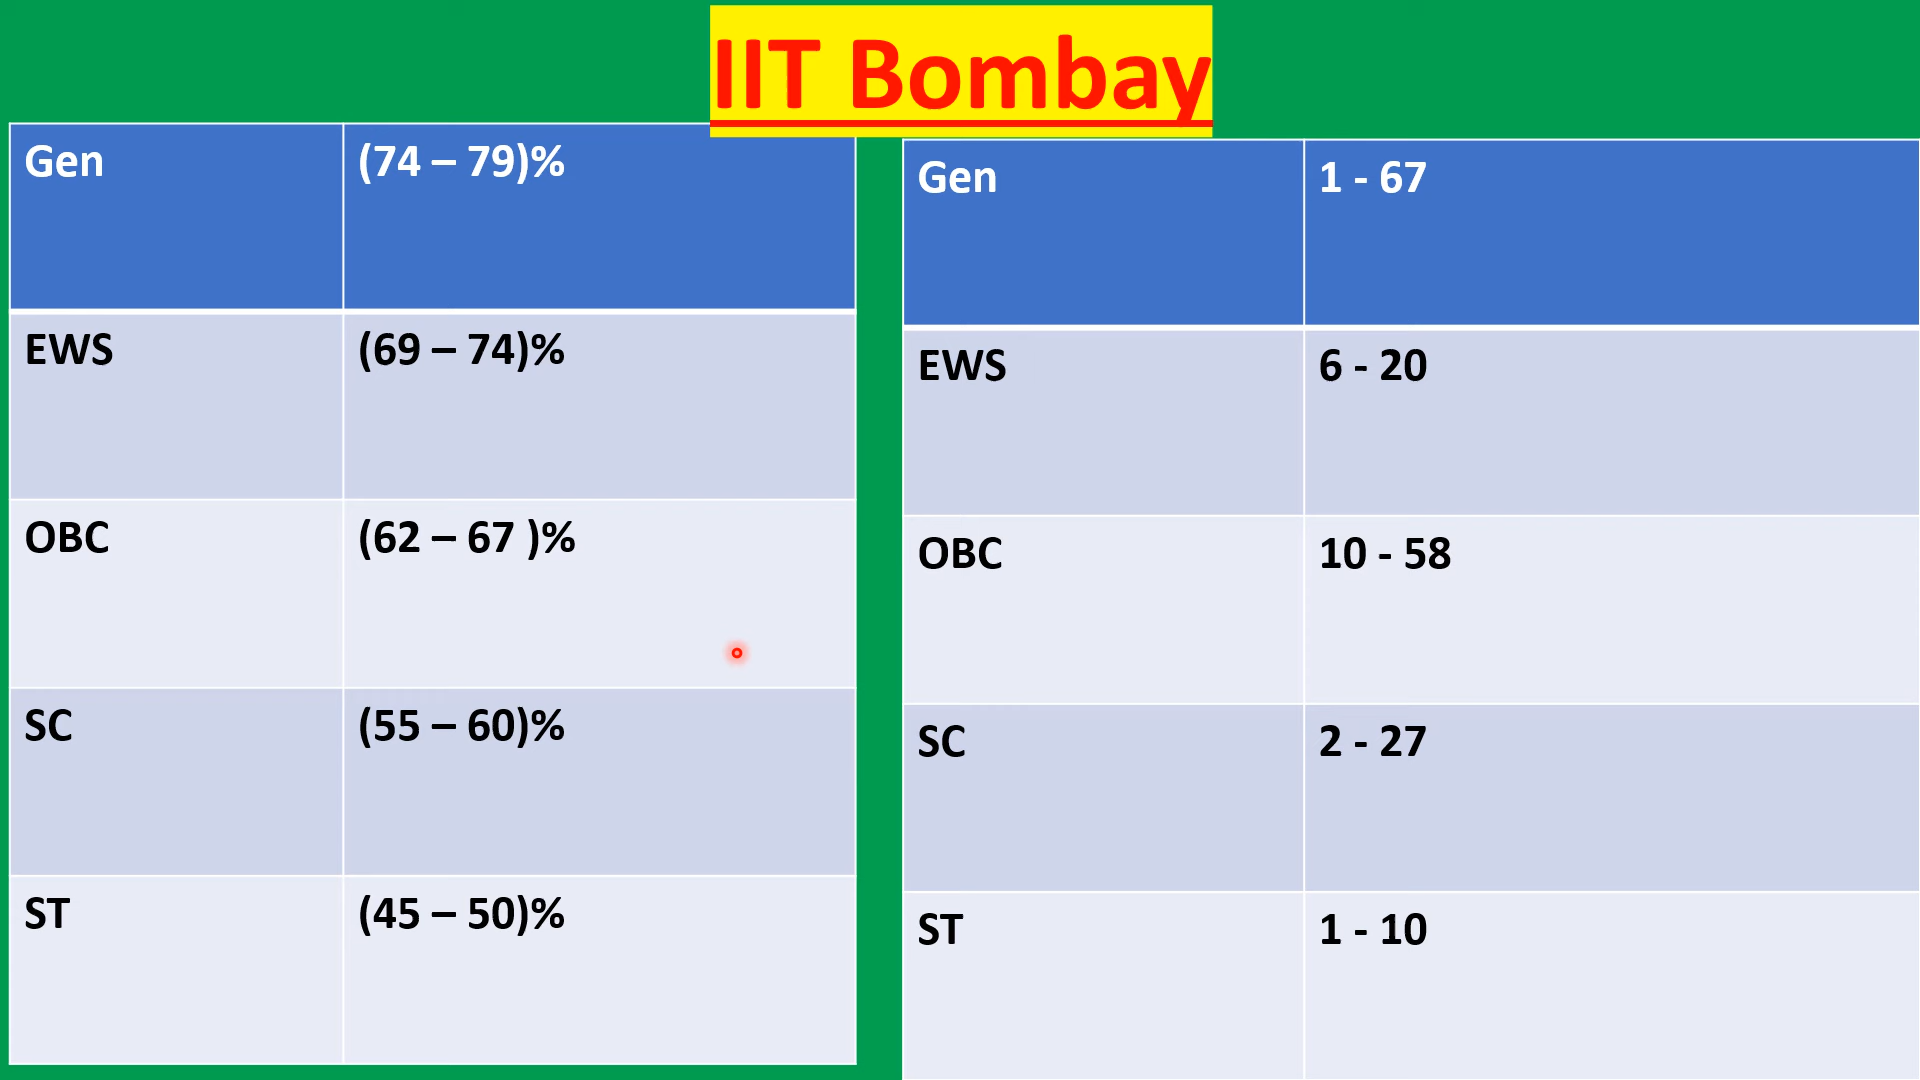 IIT Bombay
Gen (74 – 79)%
EWS (69 – 74)%
OBC (62 – 67 )%
SC (55 – 60)%
ST (45 – 50)%
Gen 1 - 67
EWS 6 - 20
OBC 10 - 58
SC 2 - 27
ST 1 - 10